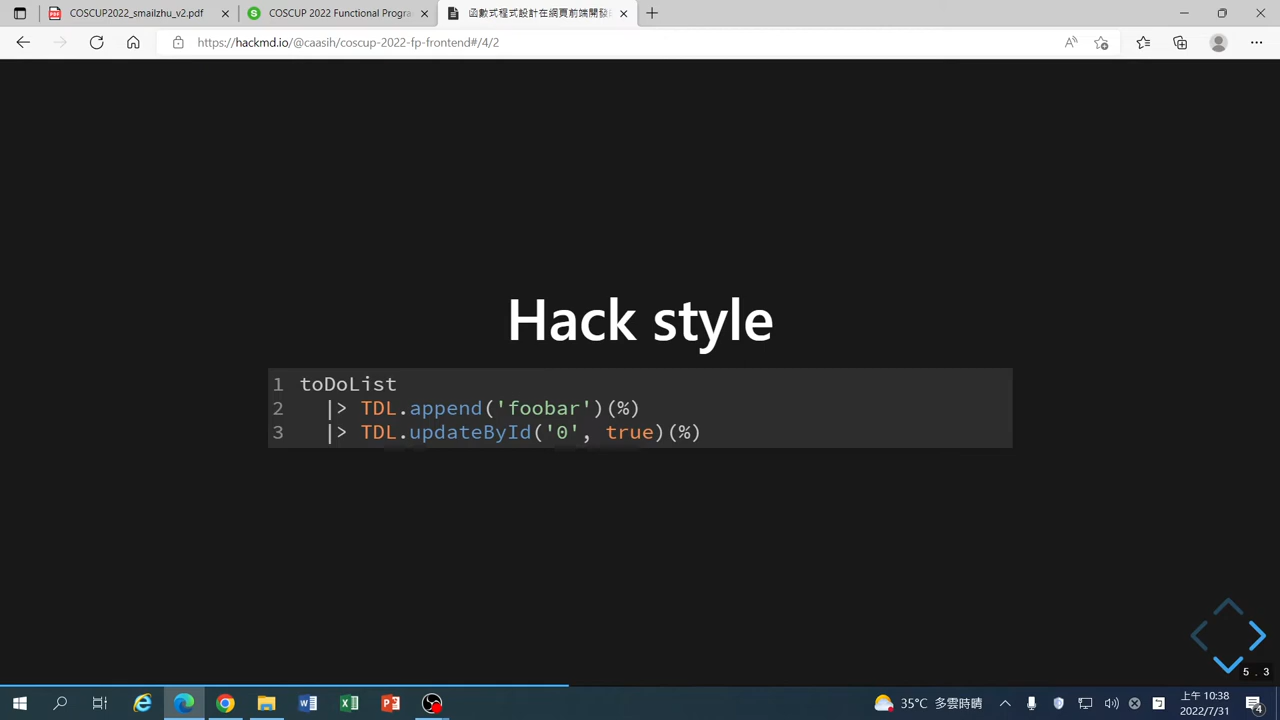 COSCUP2022_smailzhu_v2.pdf
COSCUP 2022 Functional Progra
函數式程式設計在網頁前端開發
https://hackmd.io/@caasih/coscup-2022-fp-frontend#/4/2
Hack style
1 toDoList
2 |> TDL.append('foobar')(%)
3 |> TDL.updateById('0', true)(%)
5 . 3
35°C 多雲時晴
上午 10:38
2022/7/31
4